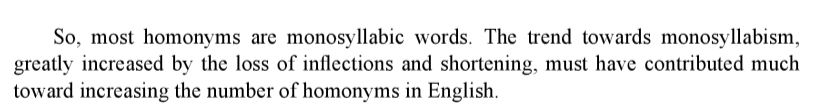 So, most homonyms are monosyllabic words. The trend towards monosyllabism,
greatly increased by the loss of inflections and shortening, must have contributed much
toward increasing the number of homonyms in English.